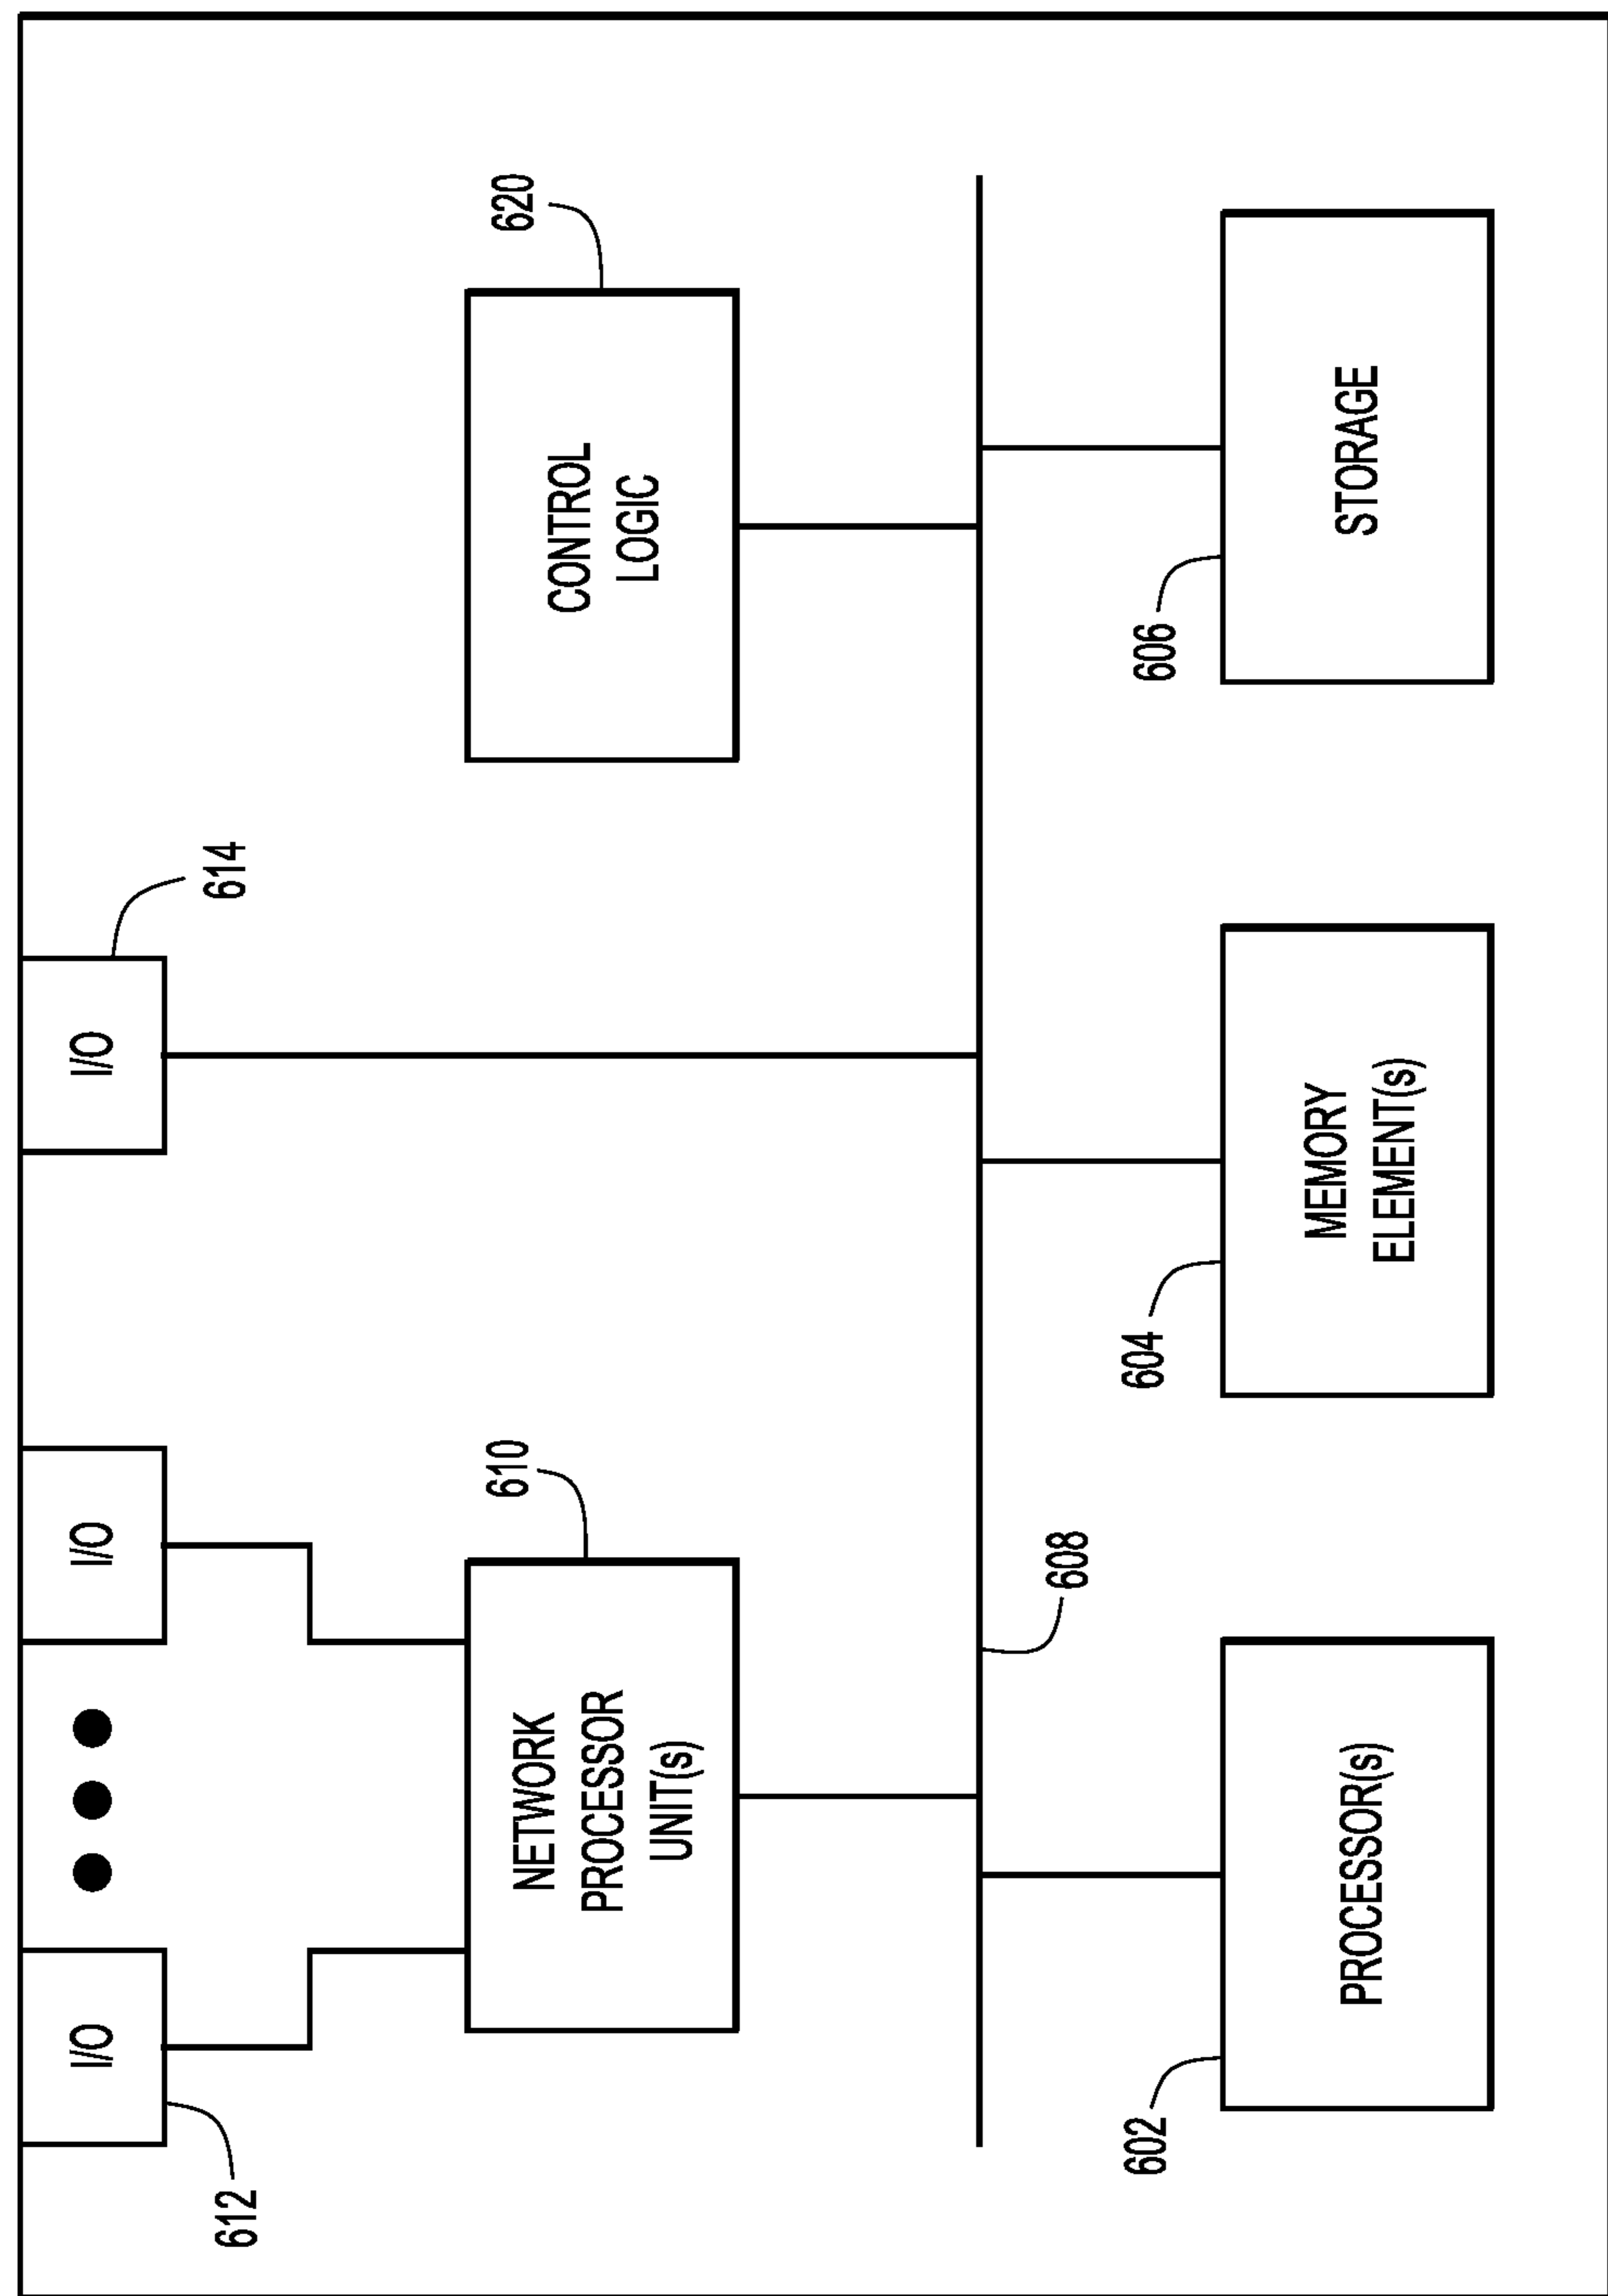 I/O
I/O
I/O
612
614
610
620
NETWORK
PROCESSOR
UNIT(s)
CONTROL
LOGIC
608
602
604
606
PROCESSOR(s)
MEMORY
ELEMENT(s)
STORAGE